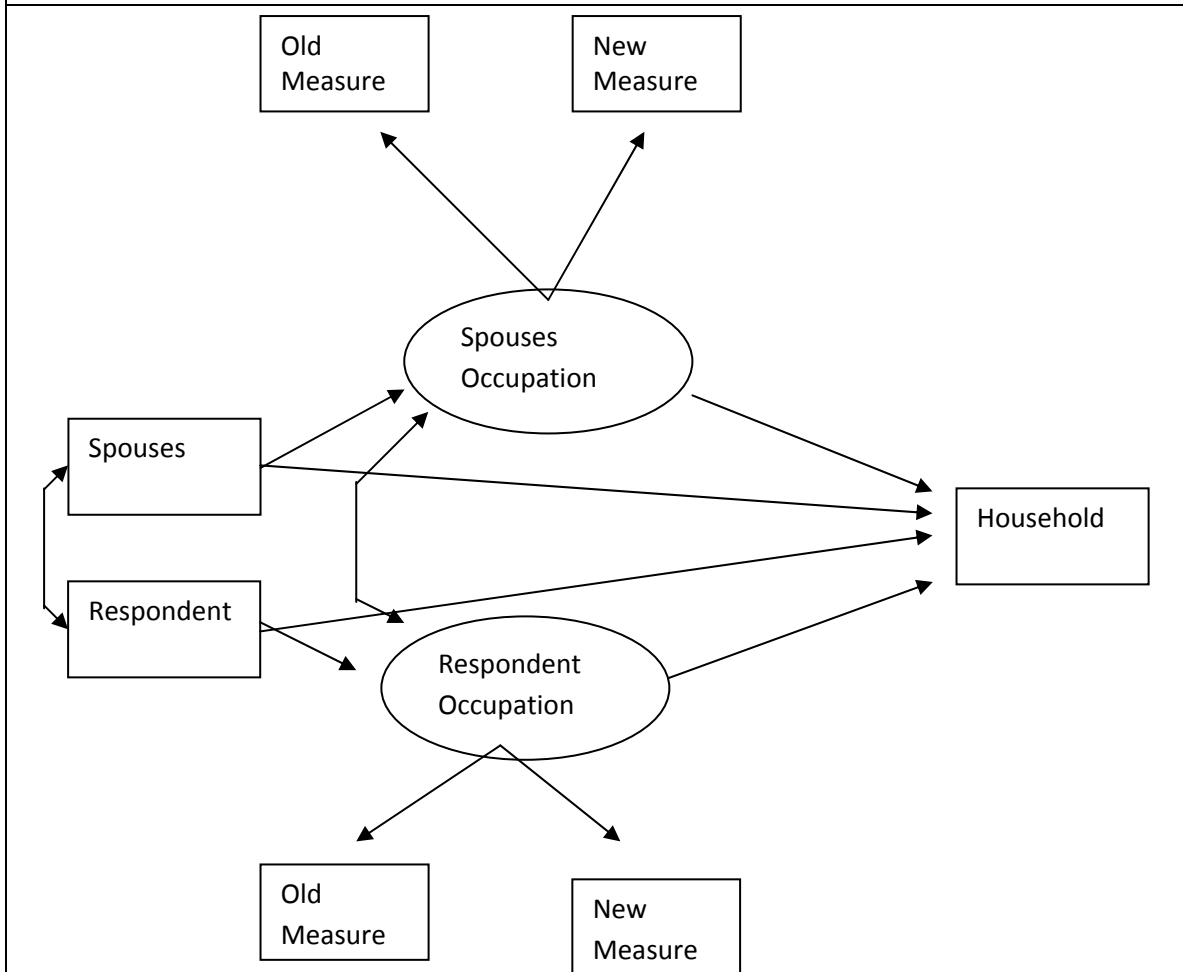 Old
Measure
New
Measure
Spouses
Occupation
Spouses
Household
Respondent
Respondent
Occupation
Old
Measure
New
Measure